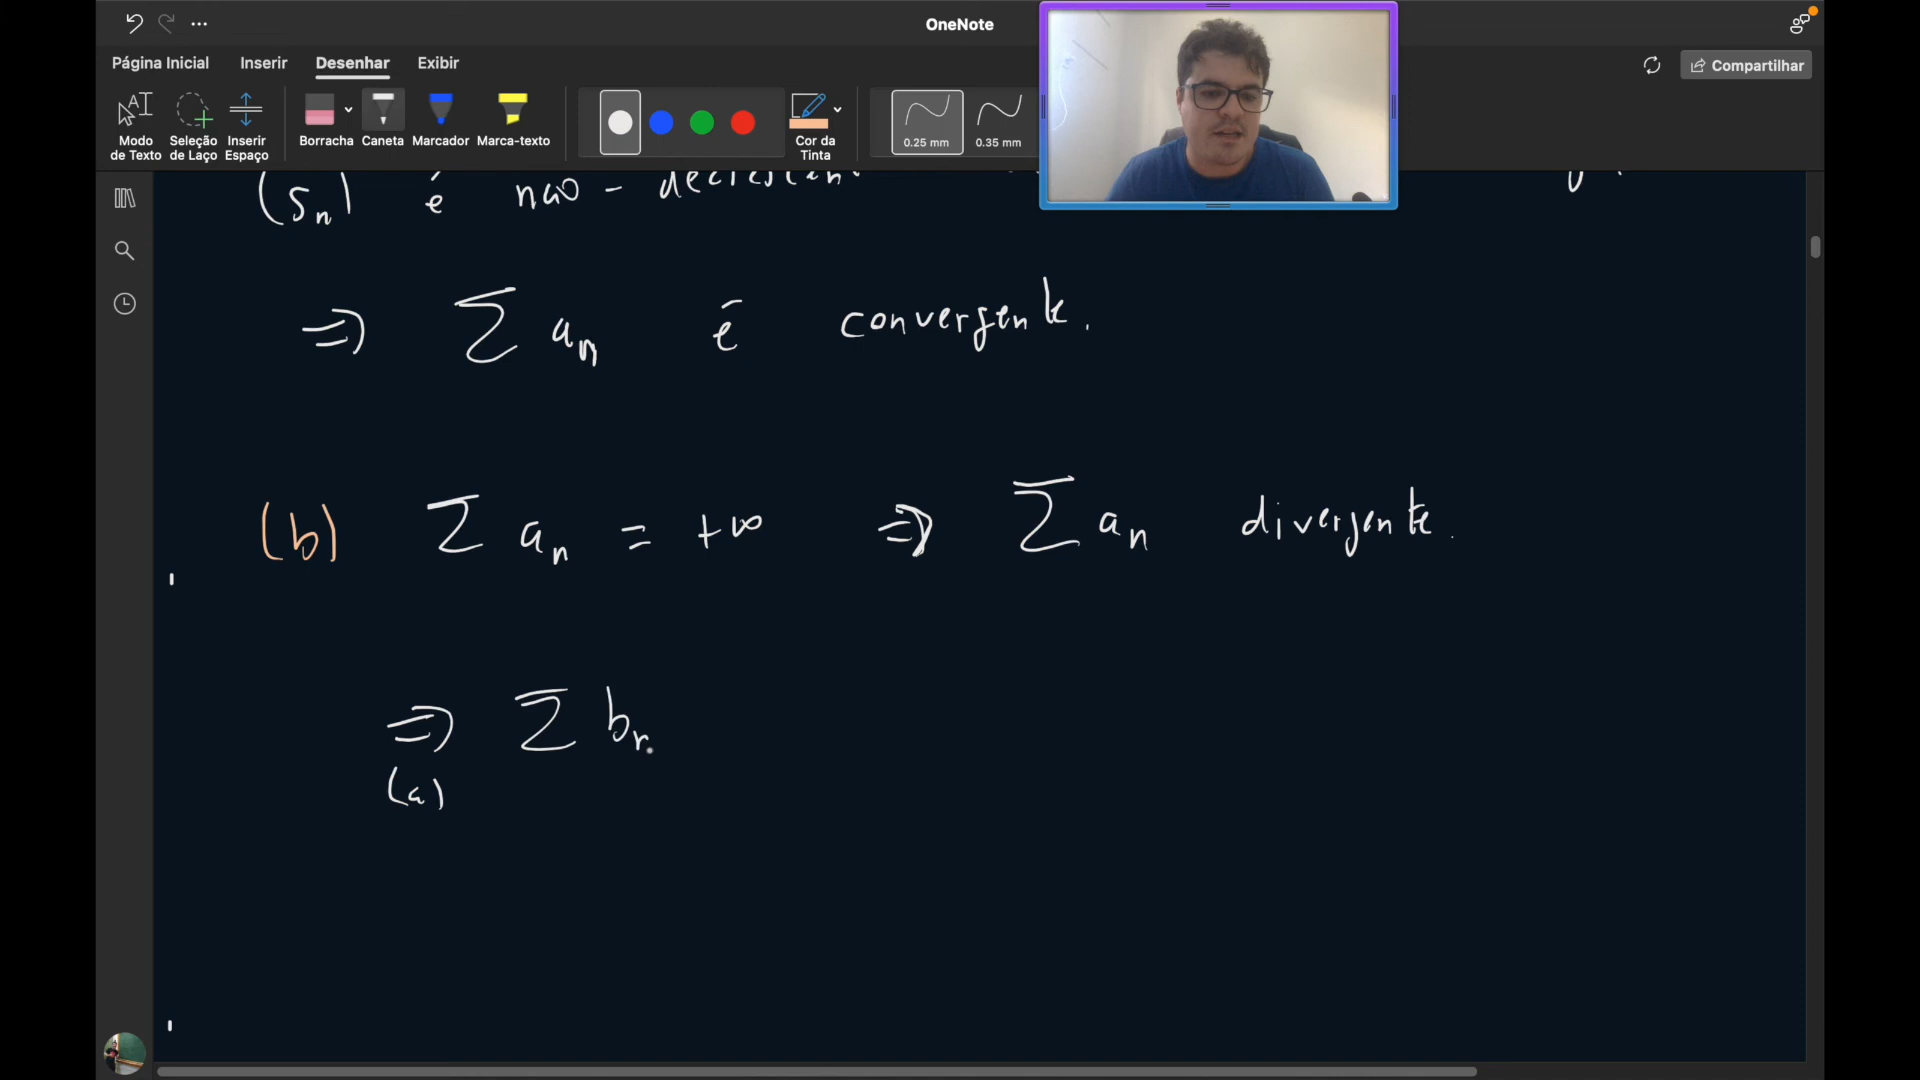 OneNote
Página Inicial Inserir Desenhar Exibir
Compartilhar
Modo de Texto Seleção de Laço Inserir Espaço Borracha Caneta Marcador Marca-texto Cor da Tinta 0.25 mm 0.35 mm
(Sn) é não -
⇒ Σ an é convergente.
(b) Σ an = +∞ ⇒ Σ an divergente.
⇒ Σ bn
(a)